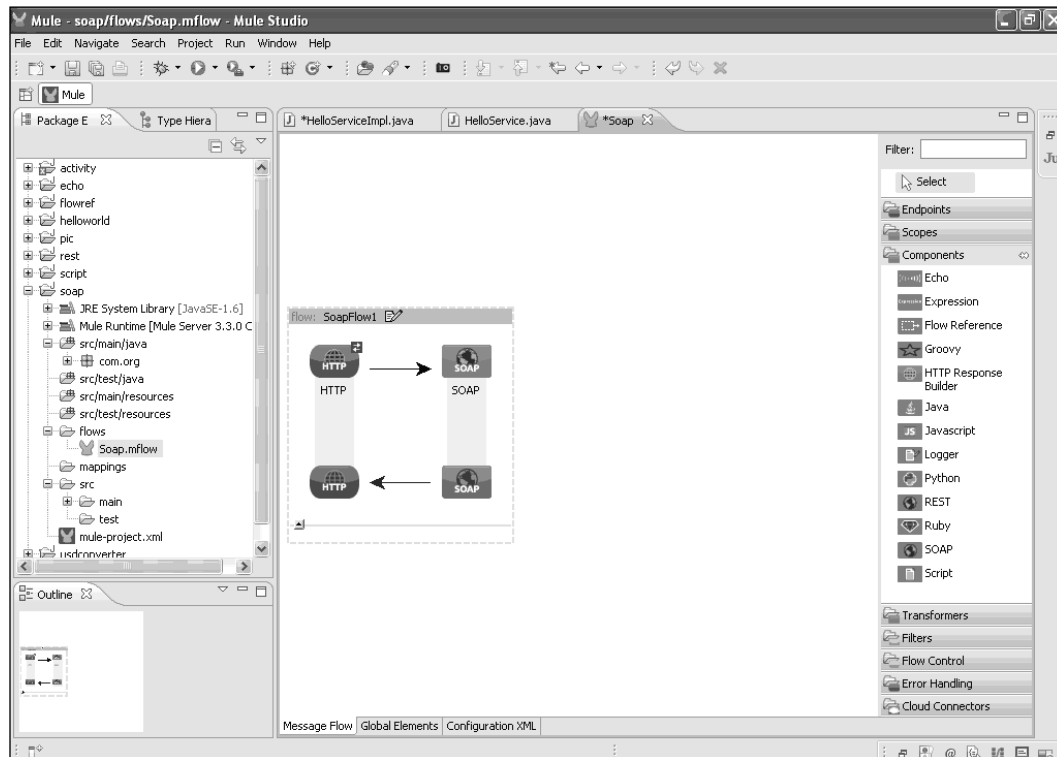 Mule - soap/flows/Soap.mflow - Mule Studio
File Edit Navigate Search Project Run Window Help
Mule
Package E
Type Hiera
*HelloServiceImpl.java
HelloService.java
*Soap
activity
echo
flowref
helloworld
pic
rest
script
soap
JRE System Library [JavaSE-1.6]
Mule Runtime [Mule Server 3.3.0 C
src/main/java
com.org
src/test/java
src/main/resources
src/test/resources
flows
Soap.mflow
mappings
src
main
test
mule-project.xml
usdconverter
Outline
flow: SoapFlow1
HTTP
SOAP
HTTP
SOAP
HTTP
SOAP
Message Flow
Global Elements
Configuration XML
Filter:
Select
Endpoints
Scopes
Components
Echo
Expression
Flow Reference
Groovy
HTTP Response
Builder
Java
JS Javascript
Logger
Python
REST
Ruby
SOAP
Script
Transformers
Filters
Flow Control
Error Handling
Cloud Connectors
Ju